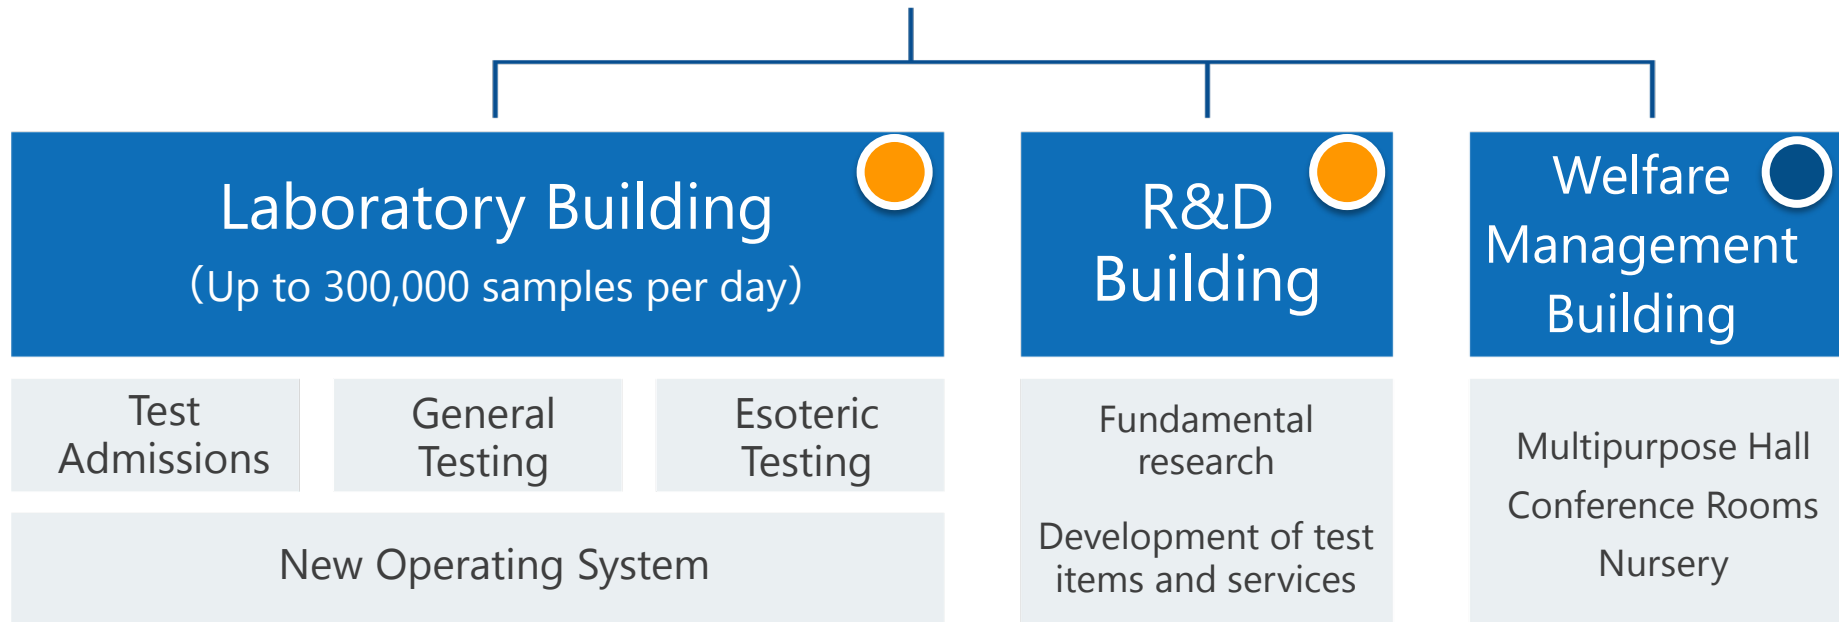 Laboratory Building
(Up to 300,000 samples per day)
Test
Admissions
General
Testing
Esoteric
Testing
New Operating System
R&D
Building
Fundamental
research
Development of test
items and services
Welfare
Management
Building
Multipurpose Hall
Conference Rooms
Nursery